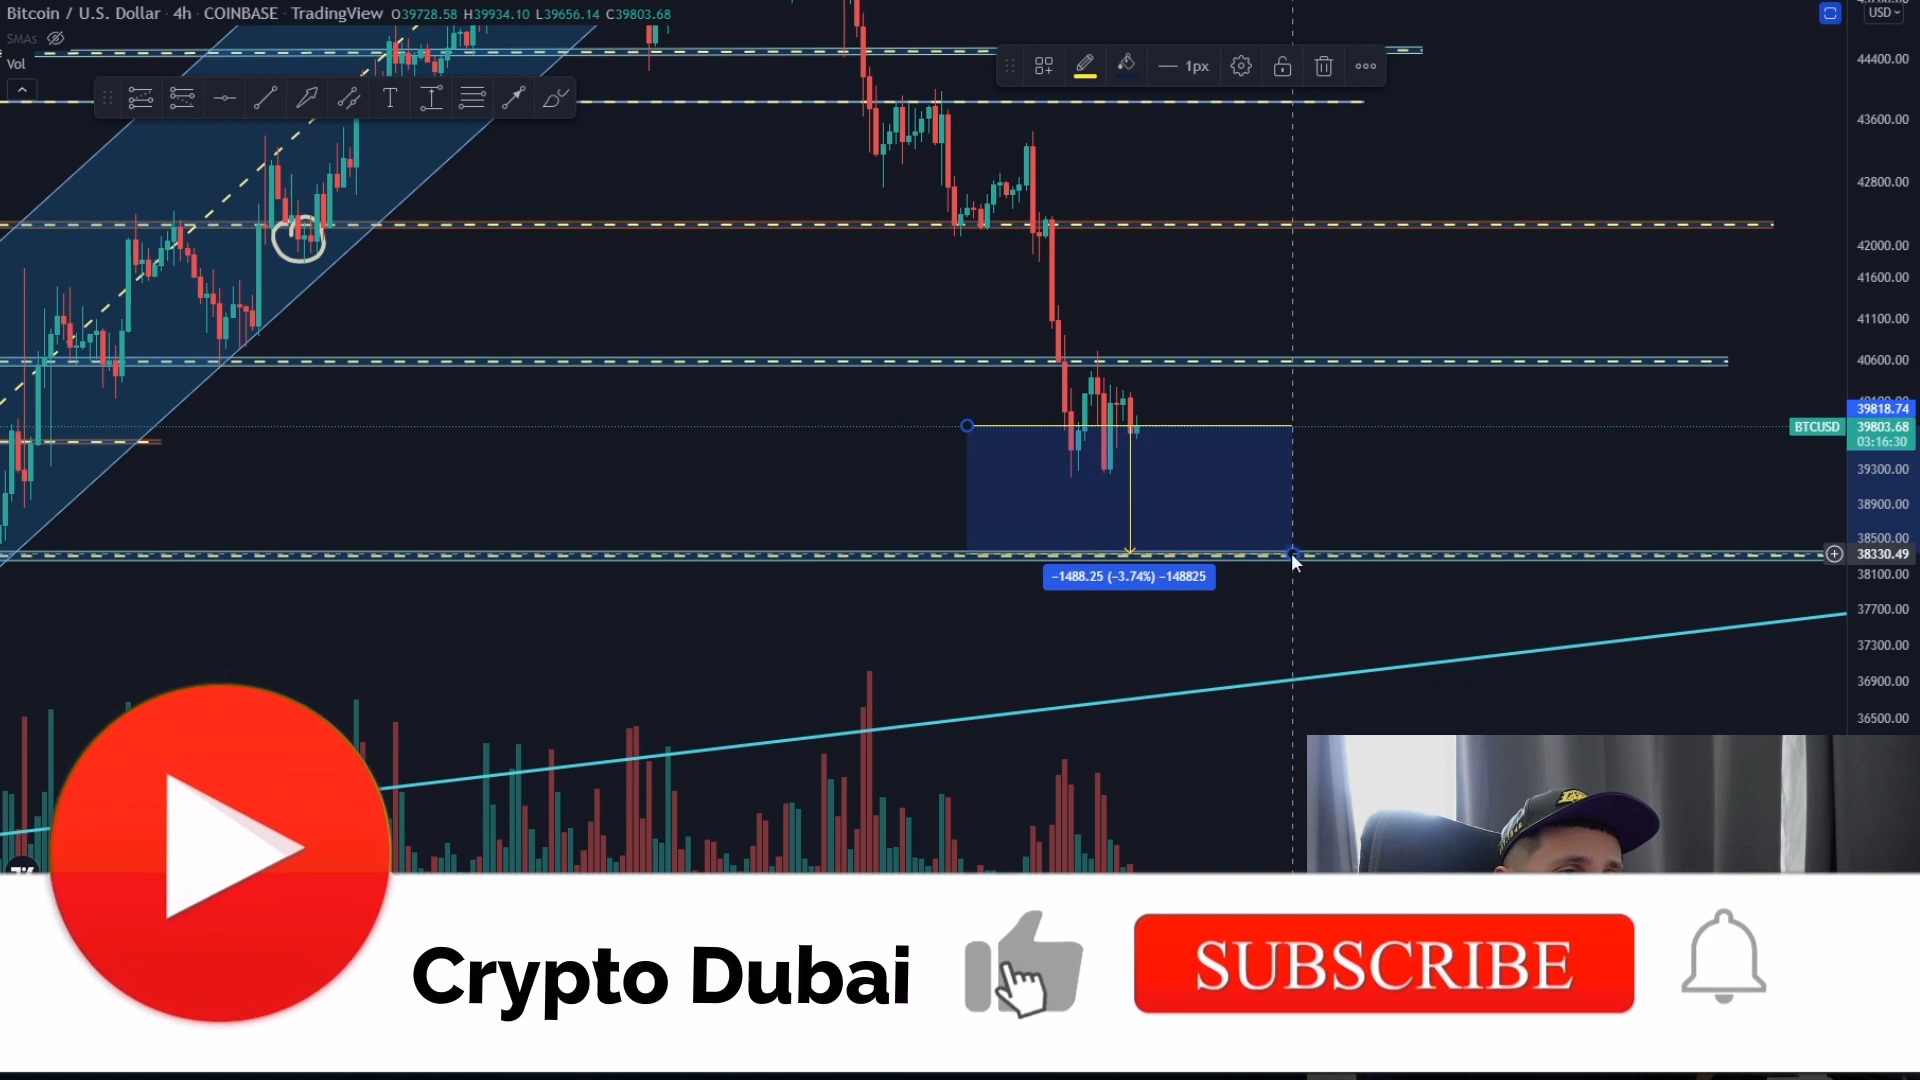 Bitcoin / U.S. Dollar · 4h · COINBASE · TradingView O39728.58 H39934.10 L39656.14 C39803.68
USD
SMAs
Vol
1px
T
44400.00
43600.00
42800.00
42000.00
41600.00
41100.00
40600.00
39818.74
BTCUSD 39803.68
03:16:30
39300.00
38900.00
38500.00
38330.49
38100.00
−1488.25 (−3.74%) −148825
37700.00
37300.00
36900.00
36500.00
Crypto Dubai
SUBSCRIBE